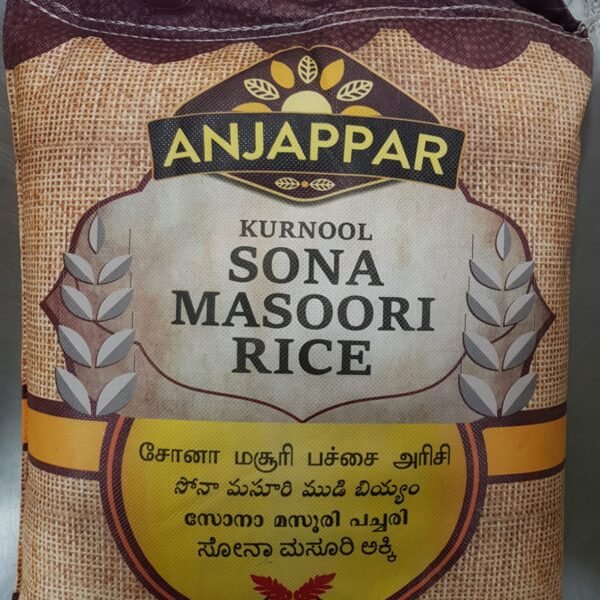 ANJAPPAR
KURNOOL
SONA
MASOORI
RICE
சோனா மசூரி பச்சை அரிசி
సోనా మసూరి ముడి బియ్యం
സോനാ മസൂരി പച്ചരി
ಸೋನಾ ಮಸೂರಿ ಅಕ್ಕಿ